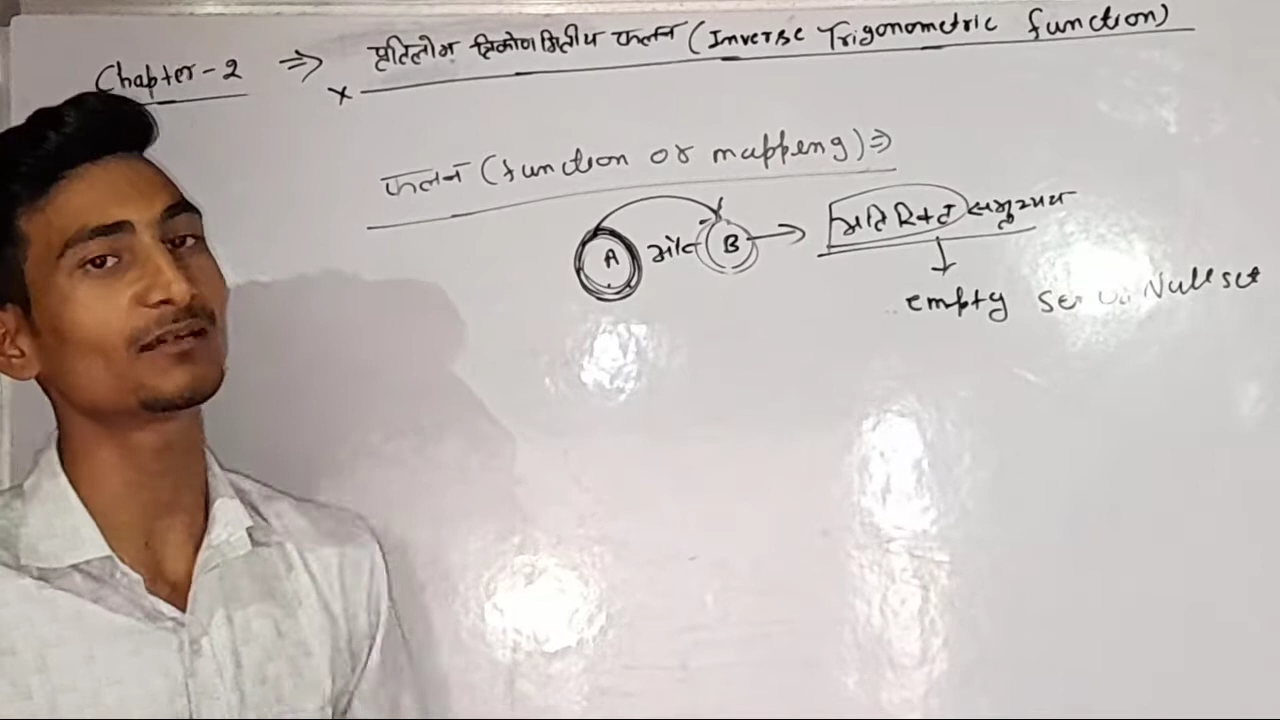 Chapter-2 ⇒ प्रतिलोम त्रिकोणमितीय फलन (Inverse Trigonometric function)
फलन (function or mapping) ⇒
A और B → अतिरिक्त समुच्चय
empty set Null set